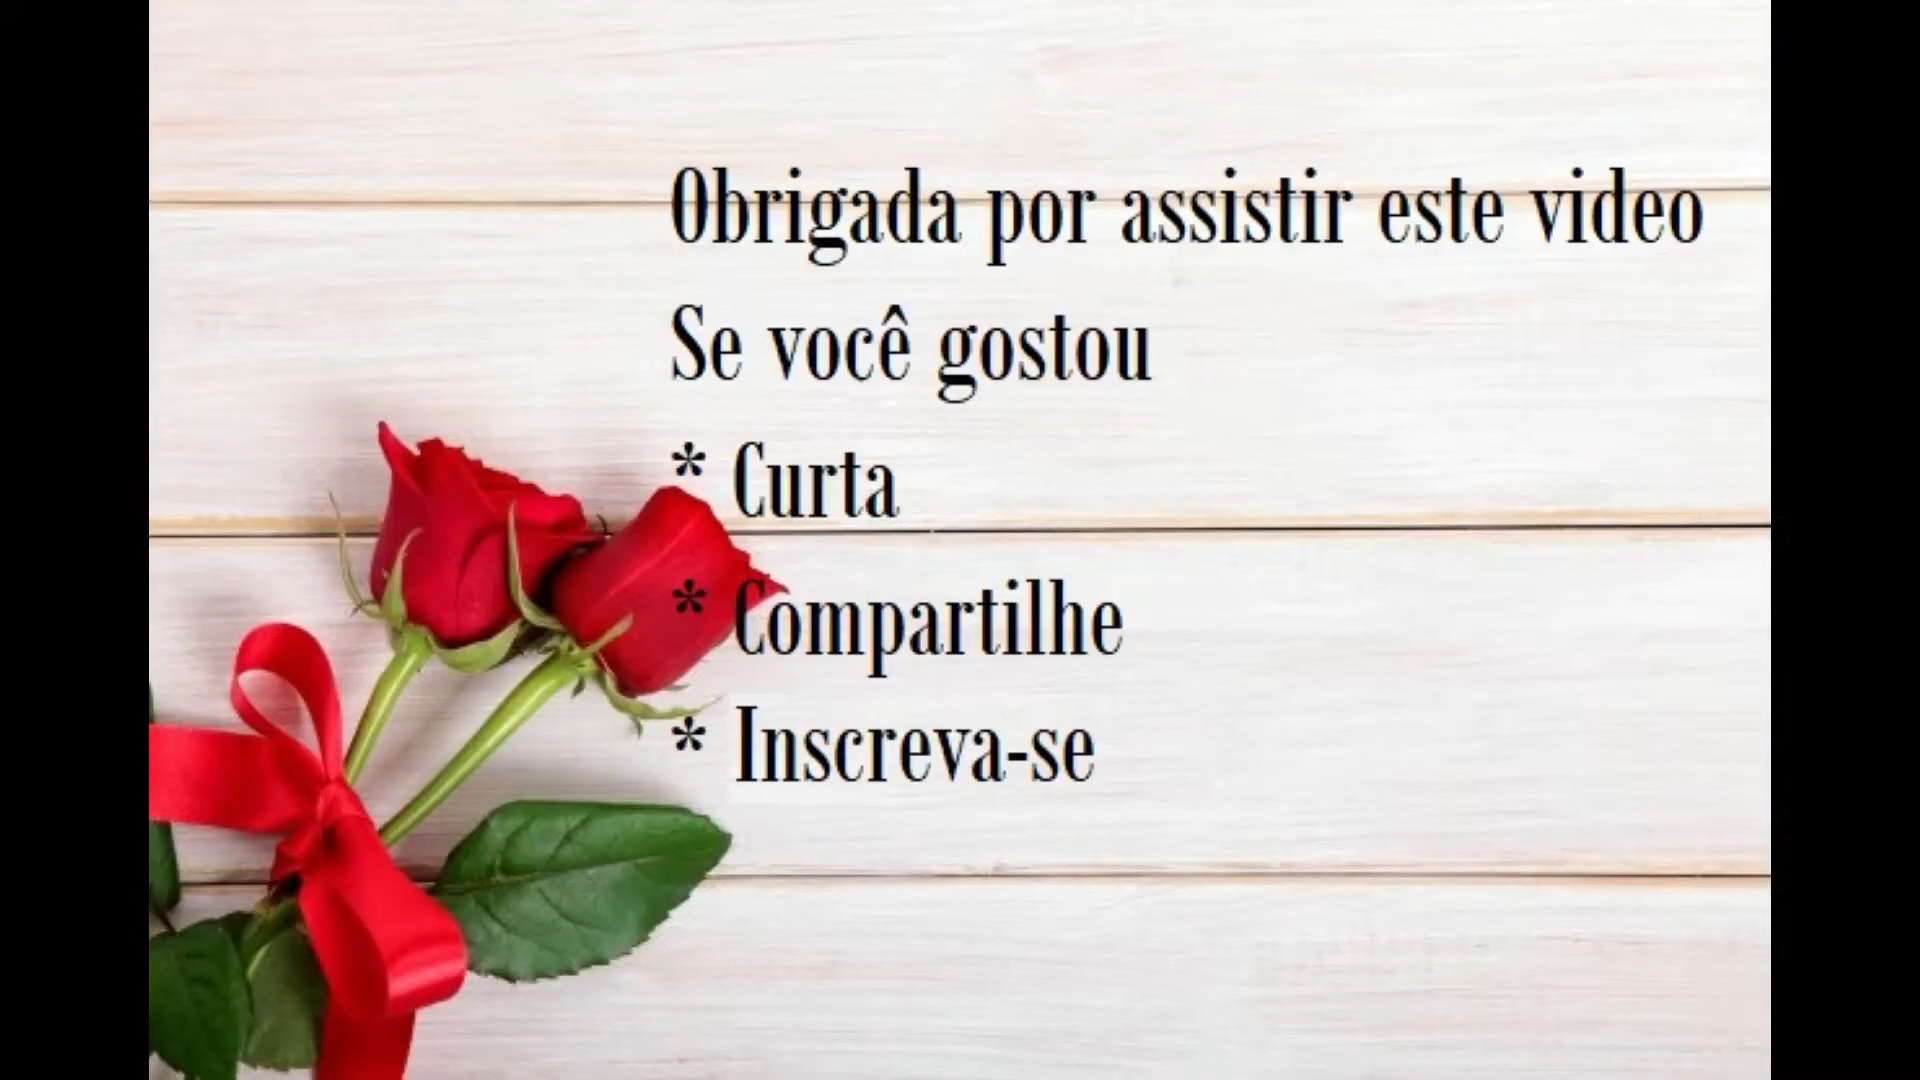 Obrigada por assistir este video
Se você gostou
* Curta
* Compartilhe
* Inscreva-se